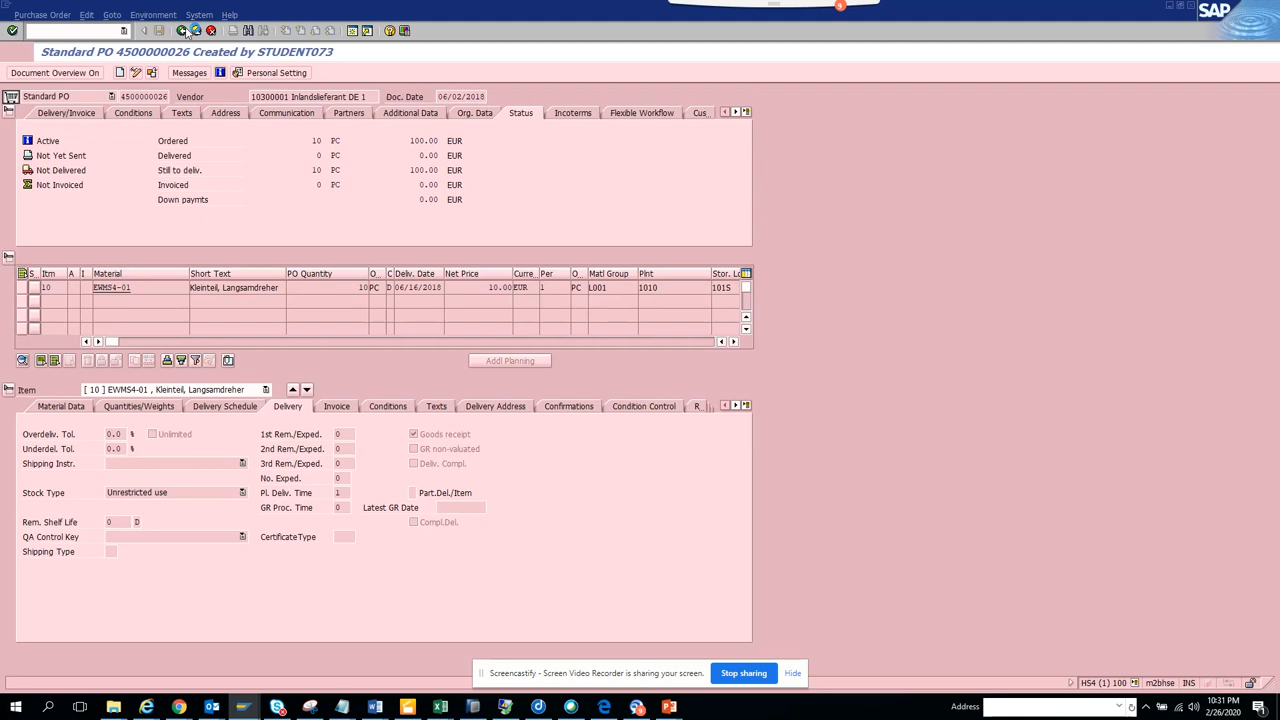 9
Purchase Order Edit Goto Environment System Help
SAP
Standard PO 4500000026 Created by STUDENT073
Document Overview On Messages Personal Setting
Standard PO 4500000026 Vendor 10300001 Inlandslieferant DE 1 Doc. Date 06/02/2018
Delivery/Invoice Conditions Texts Address Communication Partners Additional Data Org. Data Status Incoterms Flexible Workflow Cus...
Active Ordered 10 PC 100.00 EUR
Not Yet Sent Delivered 0 PC 0.00 EUR
Not Delivered Still to deliv. 10 PC 100.00 EUR
Not Invoiced Invoiced 0 PC 0.00 EUR
Down paymts 0.00 EUR
S... Itm A I Material Short Text PO Quantity O... C Deliv. Date Net Price Curre... Per O... Matl Group Plnt Stor. Lo
10 EWMS4-01 Kleinteil, Langsamdreher 10 PC D 06/16/2018 10.00 EUR 1 PC L001 1010 101S
Addl Planning
Item [ 10 ] EWMS4-01 , Kleinteil, Langsamdreher
Material Data Quantities/Weights Delivery Schedule Delivery Invoice Conditions Texts Delivery Address Confirmations Condition Control R...
Overdeliv. Tol. 0.0 % Unlimited 1st Rem./Exped. 0 Goods receipt
Underdel. Tol. 0.0 % 2nd Rem./Exped. 0 GR non-valuated
Shipping Instr. 3rd Rem./Exped. 0 Deliv. Compl.
No. Exped. 0
Stock Type Unrestricted use Pl. Deliv. Time 1 Part.Del./Item
GR Proc. Time 0 Latest GR Date
Rem. Shelf Life 0 D Compl.Del.
QA Control Key CertificateType
Shipping Type
Screencastify - Screen Video Recorder is sharing your screen. Stop sharing Hide
HS4 (1) 100 m2bhse INS
Address 10:31 PM
2/26/2020